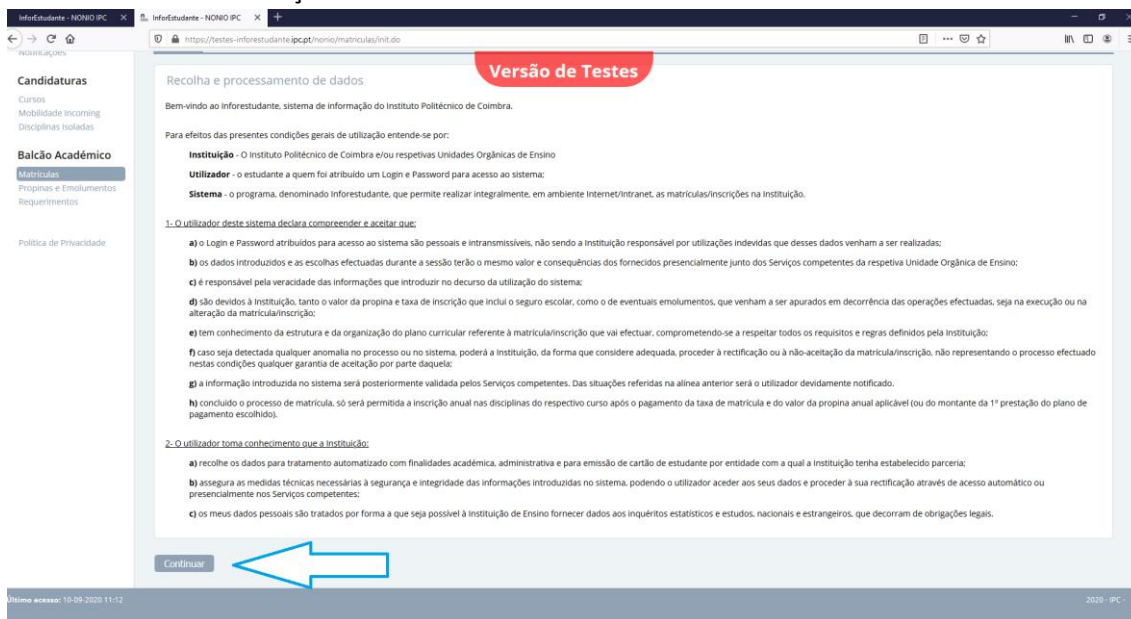 InforEstudante - NONIO IPC
InforEstudante - NONIO IPC
https://testes-inforestudante.ipc.pt/nonio/matriculas/init.do
Notificações
Versão de Testes
Candidaturas
Cursos
Mobilidade Incoming
Disciplinas Isoladas
Balcão Académico
Matrículas
Propinas e Emolumentos
Requerimentos
Política de Privacidade
Recolha e processamento de dados
Bem-vindo ao Inforestudante, sistema de informação do Instituto Politécnico de Coimbra.
Para efeitos das presentes condições gerais de utilização entende-se por:
Instituição - O Instituto Politécnico de Coimbra e/ou respetivas Unidades Orgânicas de Ensino
Utilizador - o estudante a quem foi atribuído um Login e Password para acesso ao sistema;
Sistema - o programa, denominado Inforestudante, que permite realizar integralmente, em ambiente Internet/Intranet, as matrículas/inscrições na Instituição.
1- O utilizador deste sistema declara compreender e aceitar que:
a) o Login e Password atribuídos para acesso ao sistema são pessoais e intransmissíveis, não sendo a Instituição responsável por utilizações indevidas que desses dados venham a ser realizadas;
b) os dados introduzidos e as escolhas efectuadas durante a sessão terão o mesmo valor e consequências dos fornecidos presencialmente junto dos Serviços competentes da respetiva Unidade Orgânica de Ensino;
c) é responsável pela veracidade das informações que introduzir no decurso da utilização do sistema;
d) são devidos à Instituição, tanto o valor da propina e taxa de inscrição que inclui o seguro escolar, como o de eventuais emolumentos, que venham a ser apurados em decorrência das operações efectuadas, seja na execução ou na
alteração da matrícula/inscrição;
e) tem conhecimento da estrutura e da organização do plano curricular referente à matrícula/inscrição que vai efectuar, comprometendo-se a respeitar todos os requisitos e regras definidos pela Instituição;
f) caso seja detectada qualquer anomalia no processo ou no sistema, poderá a Instituição, da forma que considere adequada, proceder à rectificação ou à não-aceitação da matrícula/inscrição, não representando o processo efectuado
nestas condições qualquer garantia de aceitação por parte daquela;
g) a informação introduzida no sistema será posteriormente validada pelos Serviços competentes. Das situações referidas na alínea anterior será o utilizador devidamente notificado.
h) concluído o processo de matrícula, só será permitida a inscrição anual nas disciplinas do respectivo curso após o pagamento da taxa de matrícula e do valor da propina anual aplicável (ou do montante da 1ª prestação do plano de
pagamento escolhido).
2- O utilizador toma conhecimento que a Instituição:
a) recolhe os dados para tratamento automatizado com finalidades académica, administrativa e para emissão de cartão de estudante por entidade com a qual a Instituição tenha estabelecido parceria;
b) assegura as medidas técnicas necessárias à segurança e integridade das informações introduzidas no sistema, podendo o utilizador aceder aos seus dados e proceder à sua rectificação através de acesso automático ou
presencialmente nos Serviços competentes;
c) os meus dados pessoais são tratados por forma a que seja possível à Instituição de Ensino fornecer dados aos inquéritos estatísticos e estudos, nacionais e estrangeiros, que decorram de obrigações legais.
Continuar
Último acesso: 10-09-2020 11:12
2020 - IPC -